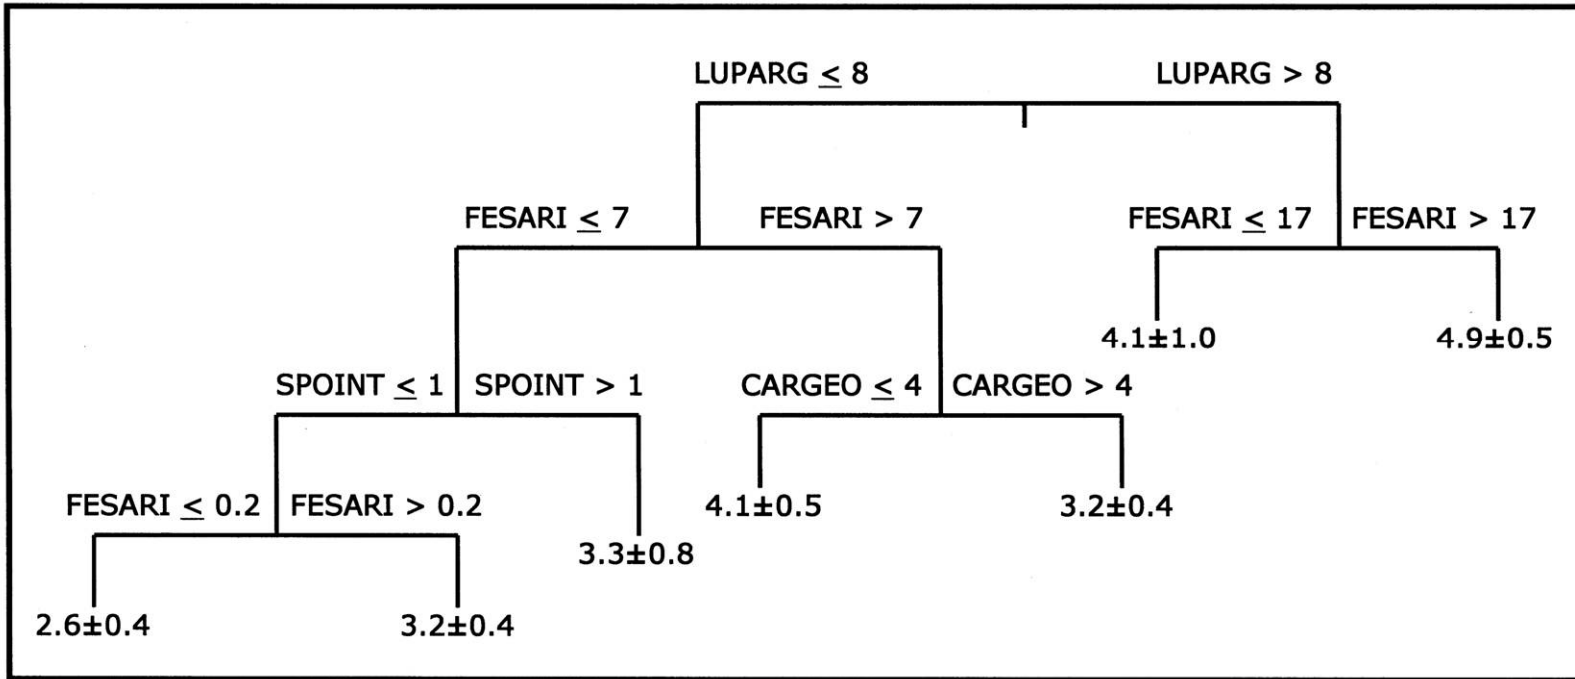 LUPARG ≤ 8 LUPARG > 8
FESARI ≤ 7 FESARI > 7 FESARI ≤ 17 FESARI > 17
4.1±1.0 4.9±0.5
SPOINT ≤ 1 SPOINT > 1 CARGEO ≤ 4 CARGEO > 4
FESARI ≤ 0.2 FESARI > 0.2 4.1±0.5 3.2±0.4
3.3±0.8
2.6±0.4 3.2±0.4